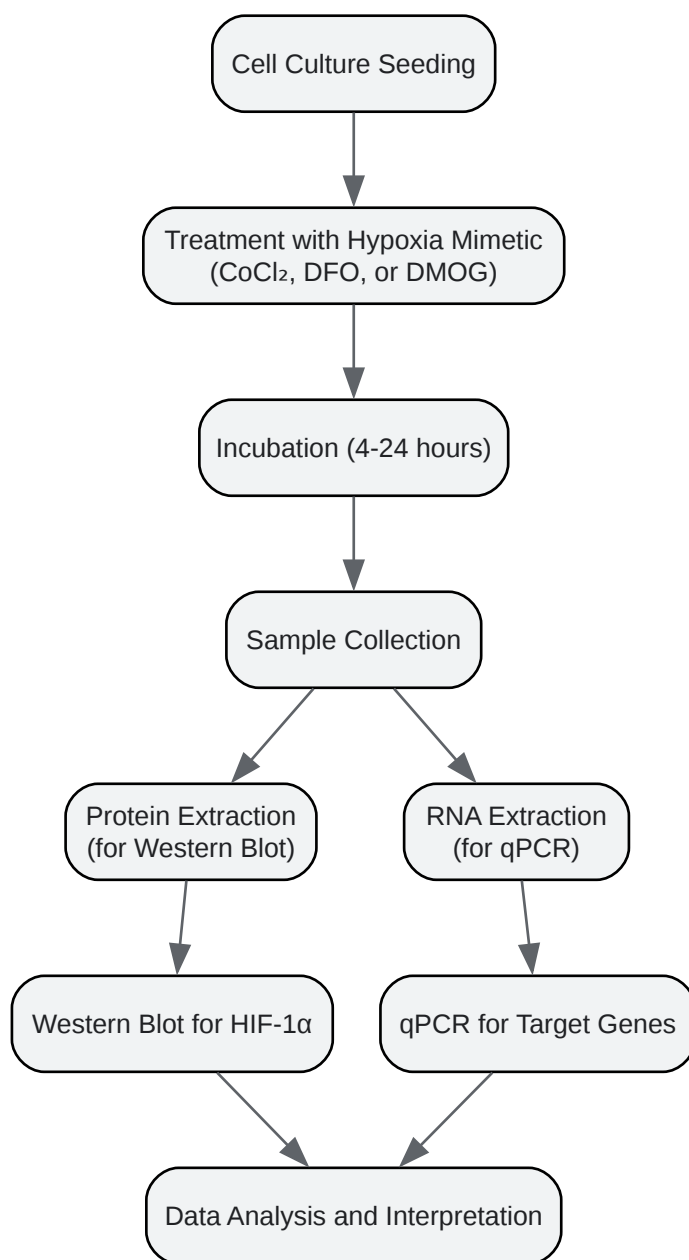 Cell Culture Seeding
Treatment with Hypoxia Mimetic
(CoCl₂, DFO, or DMOG)
Incubation (4-24 hours)
Sample Collection
Protein Extraction
(for Western Blot)
RNA Extraction
(for qPCR)
Western Blot for HIF-1α
qPCR for Target Genes
Data Analysis and Interpretation